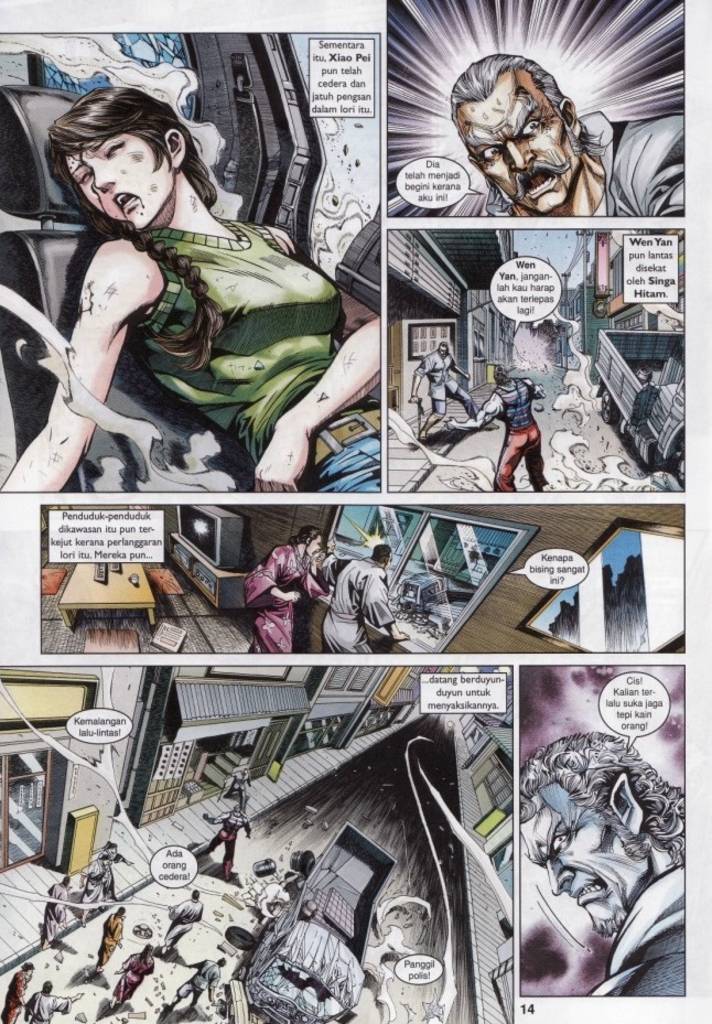 Sementara
itu, Xiao Pei
pun telah
cedera dan
jatuh pengsan
dalam lori itu.
Dia
telah menjadi
begini kerana
aku ini!
Wen
Yan, jangan-
lah kau harap
akan terlepas
lagi!
Wen Yan
pun lantas
disekat
oleh Singa
Hitam.
Penduduk-penduduk
dikawasan itu pun ter-
kejut kerana perlanggaran
lori itu. Mereka pun...
Kenapa
bising sangat
ini?
...datang berduyun-
duyun untuk
menyaksikannya.
Kemalangan
lalu-lintas!
Ada
orang
cedera!
Panggil
polis!
Cis!
Kalian ter-
lalu suka jaga
tepi kain
orang!
14